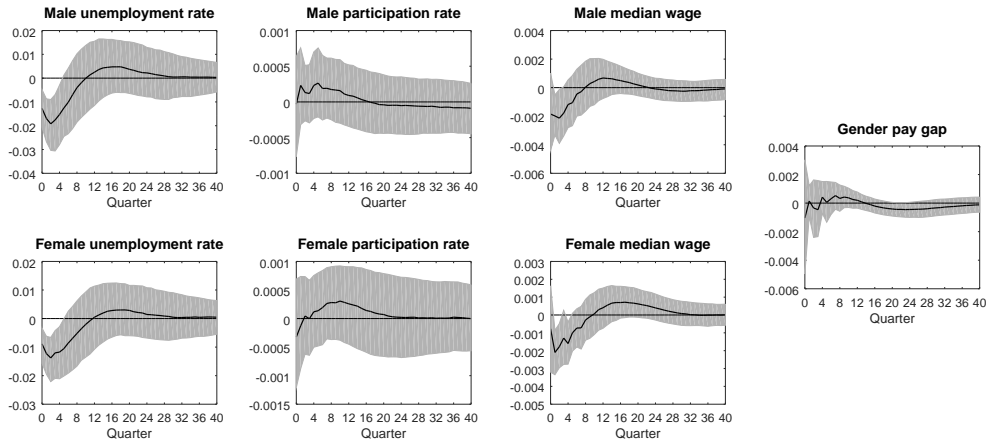 Male unemployment rate
0.02
0.01
0
-0.01
-0.02
-0.03
-0.04
0 4 8 12 16 20 24 28 32 36 40
Quarter
Male participation rate
0.001
0.0005
0
-0.0005
-0.001
0 4 8 12 16 20 24 28 32 36 40
Quarter
Male median wage
0.004
0.002
0
-0.002
-0.004
-0.006
0 4 8 12 16 20 24 28 32 36 40
Quarter
Gender pay gap
0.004
0.002
0
-0.002
-0.004
-0.006
0 4 8 12 16 20 24 28 32 36 40
Quarter
Female unemployment rate
0.02
0.01
0
-0.01
-0.02
-0.03
0 4 8 12 16 20 24 28 32 36 40
Quarter
Female participation rate
0.001
0.0005
0
-0.0005
-0.001
-0.0015
0 4 8 12 16 20 24 28 32 36 40
Quarter
Female median wage
0.003
0.002
0.001
0
-0.001
-0.002
-0.003
-0.004
-0.005
0 4 8 12 16 20 24 28 32 36 40
Quarter